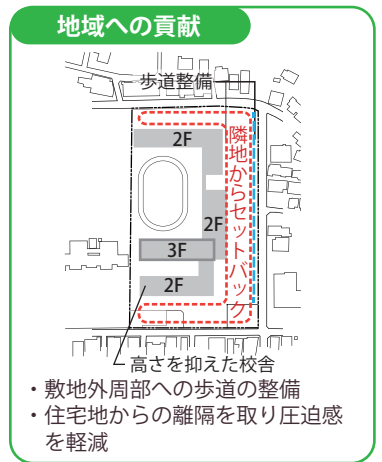 地域への貢献
歩道整備
2F
隣地からセットバック
2F
3F
2F
高さを抑えた校舎
・敷地外周部への歩道の整備
・住宅地からの離隔を取り圧迫感
を軽減